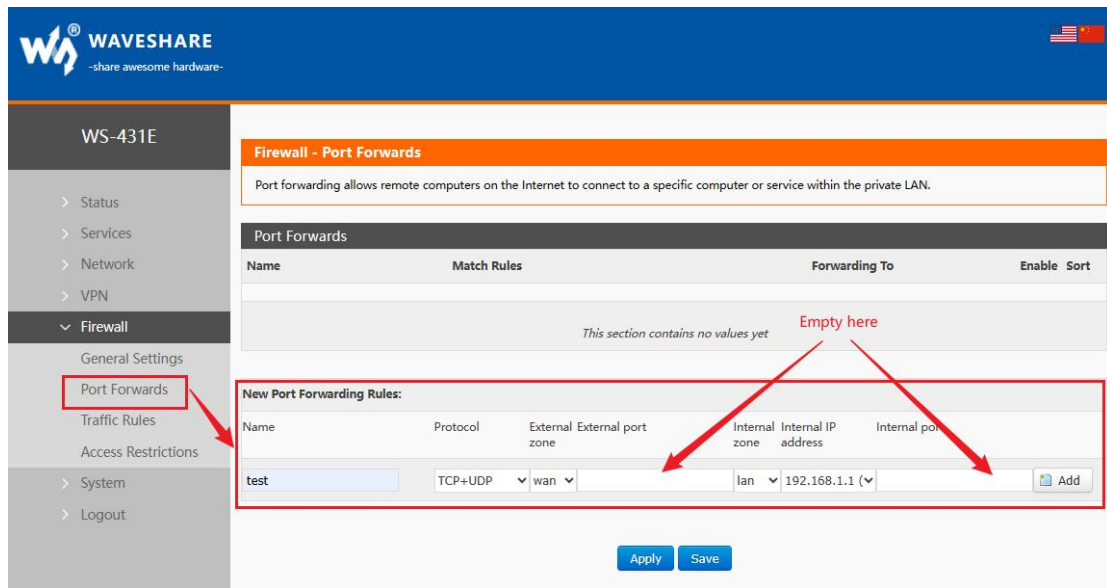 WAVESHARE
-share awesome hardware-
WS-431E
Status
Services
Network
VPN
Firewall
General Settings
Port Forwards
Traffic Rules
Access Restrictions
System
Logout
Firewall - Port Forwards
Port forwarding allows remote computers on the Internet to connect to a specific computer or service within the private LAN.
Port Forwards
Name Match Rules Forwarding To Enable Sort
This section contains no values yet
Empty here
New Port Forwarding Rules:
Name Protocol External zone External port Internal zone Internal IP address Internal port
test TCP+UDP wan lan 192.168.1.1 ( Add
Apply Save